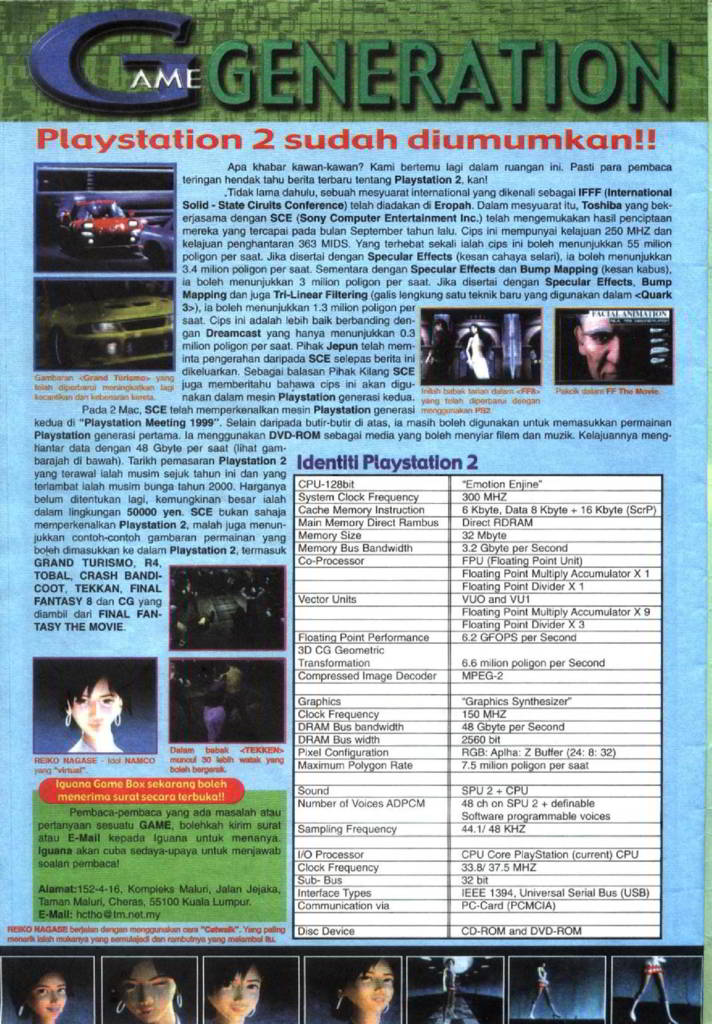 GAME GENERATION
Playstation 2 sudah diumumkan!!
Apa khabar kawan-kawan? Kami bertemu lagi dalam ruangan ini. Pasti para pembaca
teringan hendak tahu berita terbaru tentang Playstation 2, kan!
Tidak lama dahulu, sebuah mesyuarat international yang dikenali sebagai IFFF (International
Solid - State Ciruits Conference) telah diadakan di Eropah. Dalam mesyuarat itu, Toshiba yang bek-
erjasama dengan SCE (Sony Computer Entertainment Inc.) telah mengemukakan hasil penciptaan
mereka yang tercapai pada bulan September tahun lalu. Cips ini mempunyai kelajuan 250 MHZ dan
kelajuan penghantaran 363 MIDS. Yang terhebat sekali ialah cips ini boleh menunjukkan 55 milion
poligon per saat. Jika disertai dengan Specular Effects (kesan cahaya selari), ia boleh menunjukkan
3.4 milion poligon per saat. Sementara dengan Specular Effects dan Bump Mapping (kesan kabus),
ia boleh menunjukkan 3 milion poligon per saat. Jika disertai dengan Specular Effects, Bump
Mapping dan juga Tri-Linear Filtering (galis lengkung satu teknik baru yang digunakan dalam <Quark
3>), ia boleh menunjukkan 1.3 milion poligon per
saat. Cips ini adalah lebih baik berbanding den-
gan Dreamcast yang hanya menunjukkan 0.3
milion poligon per saat. Pihak Jepun telah mem-
inta pengerahan daripada SCE selepas berita ini
dikeluarkan. Sebagai balasan Pihak Kilang SCE
juga memberitahu bahawa cips ini akan digu-
nakan dalam mesin Playstation generasi kedua.
Gambaran <Grand Turismo> yang
telah diperbarui meningkatkan lagi
kecantikan dan kebenaran kereta.
FACIAL ANIMATION
Inilah babak tarian dalam <FF8>
yang telah diperbarui dengan
menggunakan PS2
Pakcik dalam FF The Movie.
Pada 2 Mac, SCE telah memperkenalkan mesin Playstation generasi
kedua di "Playstation Meeting 1999". Selain daripada butir-butir di atas, ia masih boleh digunakan untuk memasukkan permainan
Playstation generasi pertama. Ia menggunakan DVD-ROM sebagai media yang boleh menyiar filem dan muzik. Kelajuannya meng-
hantar data dengan 48 Gbyte per saat (lihat gam-
barajah di bawah). Tarikh pemasaran Playstation 2
yang terawal ialah musim sejuk tahun ini dan yang
terlambat ialah musim bunga tahun 2000. Harganya
belum ditentukan lagi, kemungkinan besar ialah
dalam lingkungan 50000 yen. SCE bukan sahaja
memperkenalkan Playstation 2, malah juga menun-
jukkan contoh-contoh gambaran permainan yang
boleh dimasukkan ke dalam Playstation 2, termasuk
GRAND TURISMO, R4,
TOBAL, CRASH BANDI-
COOT, TEKKAN, FINAL
FANTASY 8 dan CG yang
diambil dari FINAL FAN-
TASY THE MOVIE.
REIKO NAGASE - Idol NAMCO
yang "virtual".
Dalam babak <TEKKEN>
muncul 30 lebih watak yang
boleh bergerak.
Iguana Game Box sekarang boleh
menerima surat secara terbuka!!
Pembaca-pembaca yang ada masalah atau
pertanyaan sesuatu GAME, bolehkah kirim surat
atau E-Mail kepada Iguana untuk menanya.
Iguana akan cuba sedaya-upaya untuk menjawab
soalan pembaca!
Alamat:152-4-16, Kompleks Maluri, Jalan Jejaka,
Taman Maluri, Cheras, 55100 Kuala Lumpur.
E-Mail: hctho@tm.net.my
REIKO NAGASE berjalan dengan menggunakan cara "Catwalk". Yang paling
menarik ialah mukanya yang semulajadi dan rambutnya yang melambai itu.
Identiti Playstation 2
CPU-128bit "Emotion Enjine"
System Clock Frequency 300 MHZ
Cache Memory Instruction 6 Kbyte, Data 8 Kbyte + 16 Kbyte (ScrP)
Main Memory Direct Rambus Direct RDRAM
Memory Size 32 Mbyte
Memory Bus Bandwidth 3.2 Gbyte per Second
Co-Processor FPU (Floating Point Unit)
Floating Point Multiply Accumulator X 1
Floating Point Divider X 1
Vector Units VUO and VU1
Floating Point Multiply Accumulator X 9
Floating Point Divider X 3
Floating Point Performance 6.2 GFOPS per Second
3D CG Geometric
Transformation 6.6 milion poligon per Second
Compressed Image Decoder MPEG-2
Graphics "Graphics Synthesizer"
Clock Frequency 150 MHZ
DRAM Bus bandwidth 48 Gbyte per Second
DRAM Bus width 2560 bit
Pixel Configuration RGB: Aplha: Z Buffer (24: 8: 32)
Maximum Polygon Rate 7.5 milion poligon per saat
Sound SPU 2 + CPU
Number of Voices ADPCM 48 ch on SPU 2 + definable
Software programmable voices
Sampling Frequency 44.1/ 48 KHZ
I/O Processor CPU Core PlayStation (current) CPU
Clock Frequency 33.8/ 37.5 MHZ
Sub- Bus 32 bit
Interface Types IEEE 1394, Universal Serial Bus (USB)
Communication via PC-Card (PCMCIA)
Disc Device CD-ROM and DVD-ROM